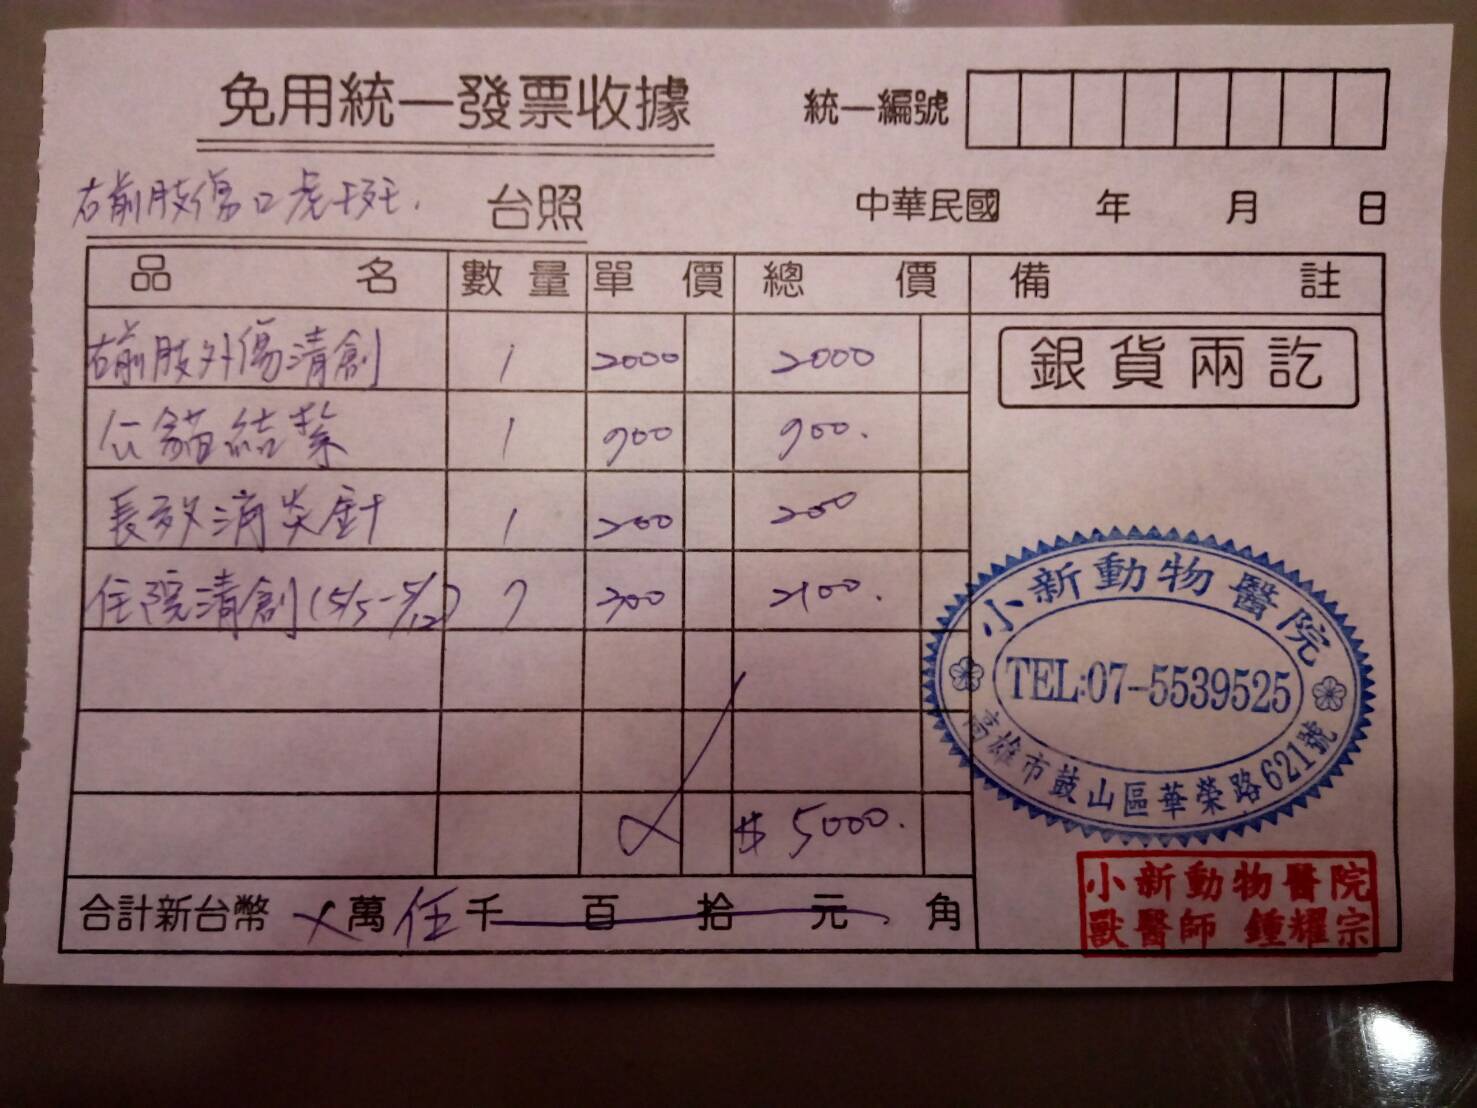 免用統一發票收據
統一編號
右前肢傷口虎斑
台照
中華民國 年 月 日
品名 數量 單價 總價 備註
右前肢外傷清創 1 2000 2000
銀貨兩訖
公貓結紮 1 900 900.
長效消炎針 1 200 200
住院清創(5/5-5/12) 7 300 2100.
$ 5000.
合計新台幣 萬 伍 千 百 拾 元 角
小新動物醫院
TEL:07-5539525
高雄市鼓山區華榮路621號
小新動物醫院
獸醫師 鍾耀宗